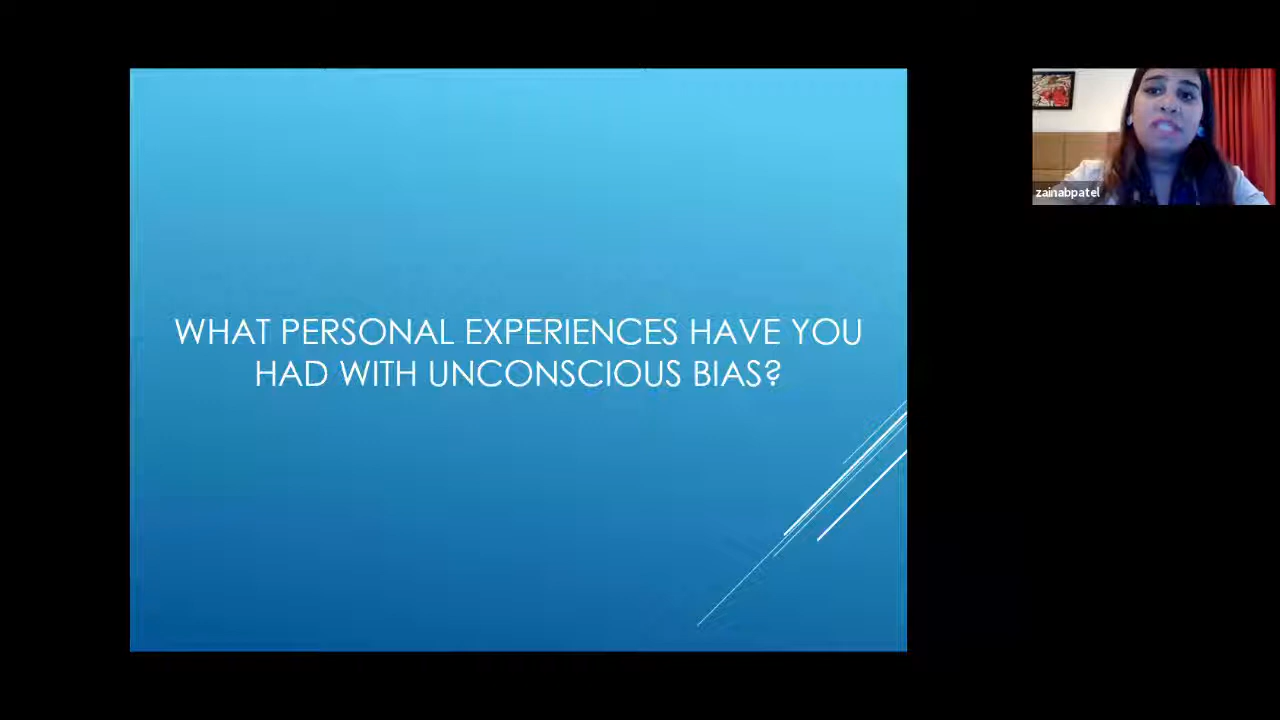 WHAT PERSONAL EXPERIENCES HAVE YOU
HAD WITH UNCONSCIOUS BIAS?
zainabpatel